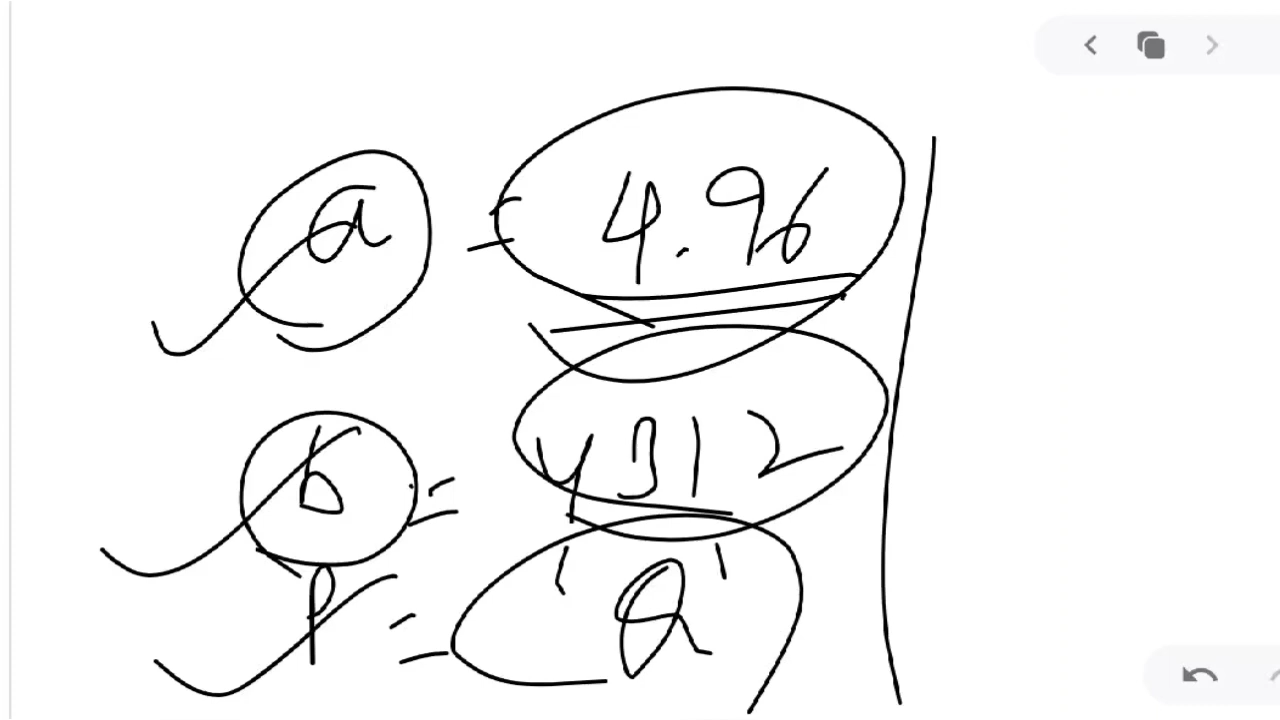 a = 4.96
b = 4312
P = 'a'